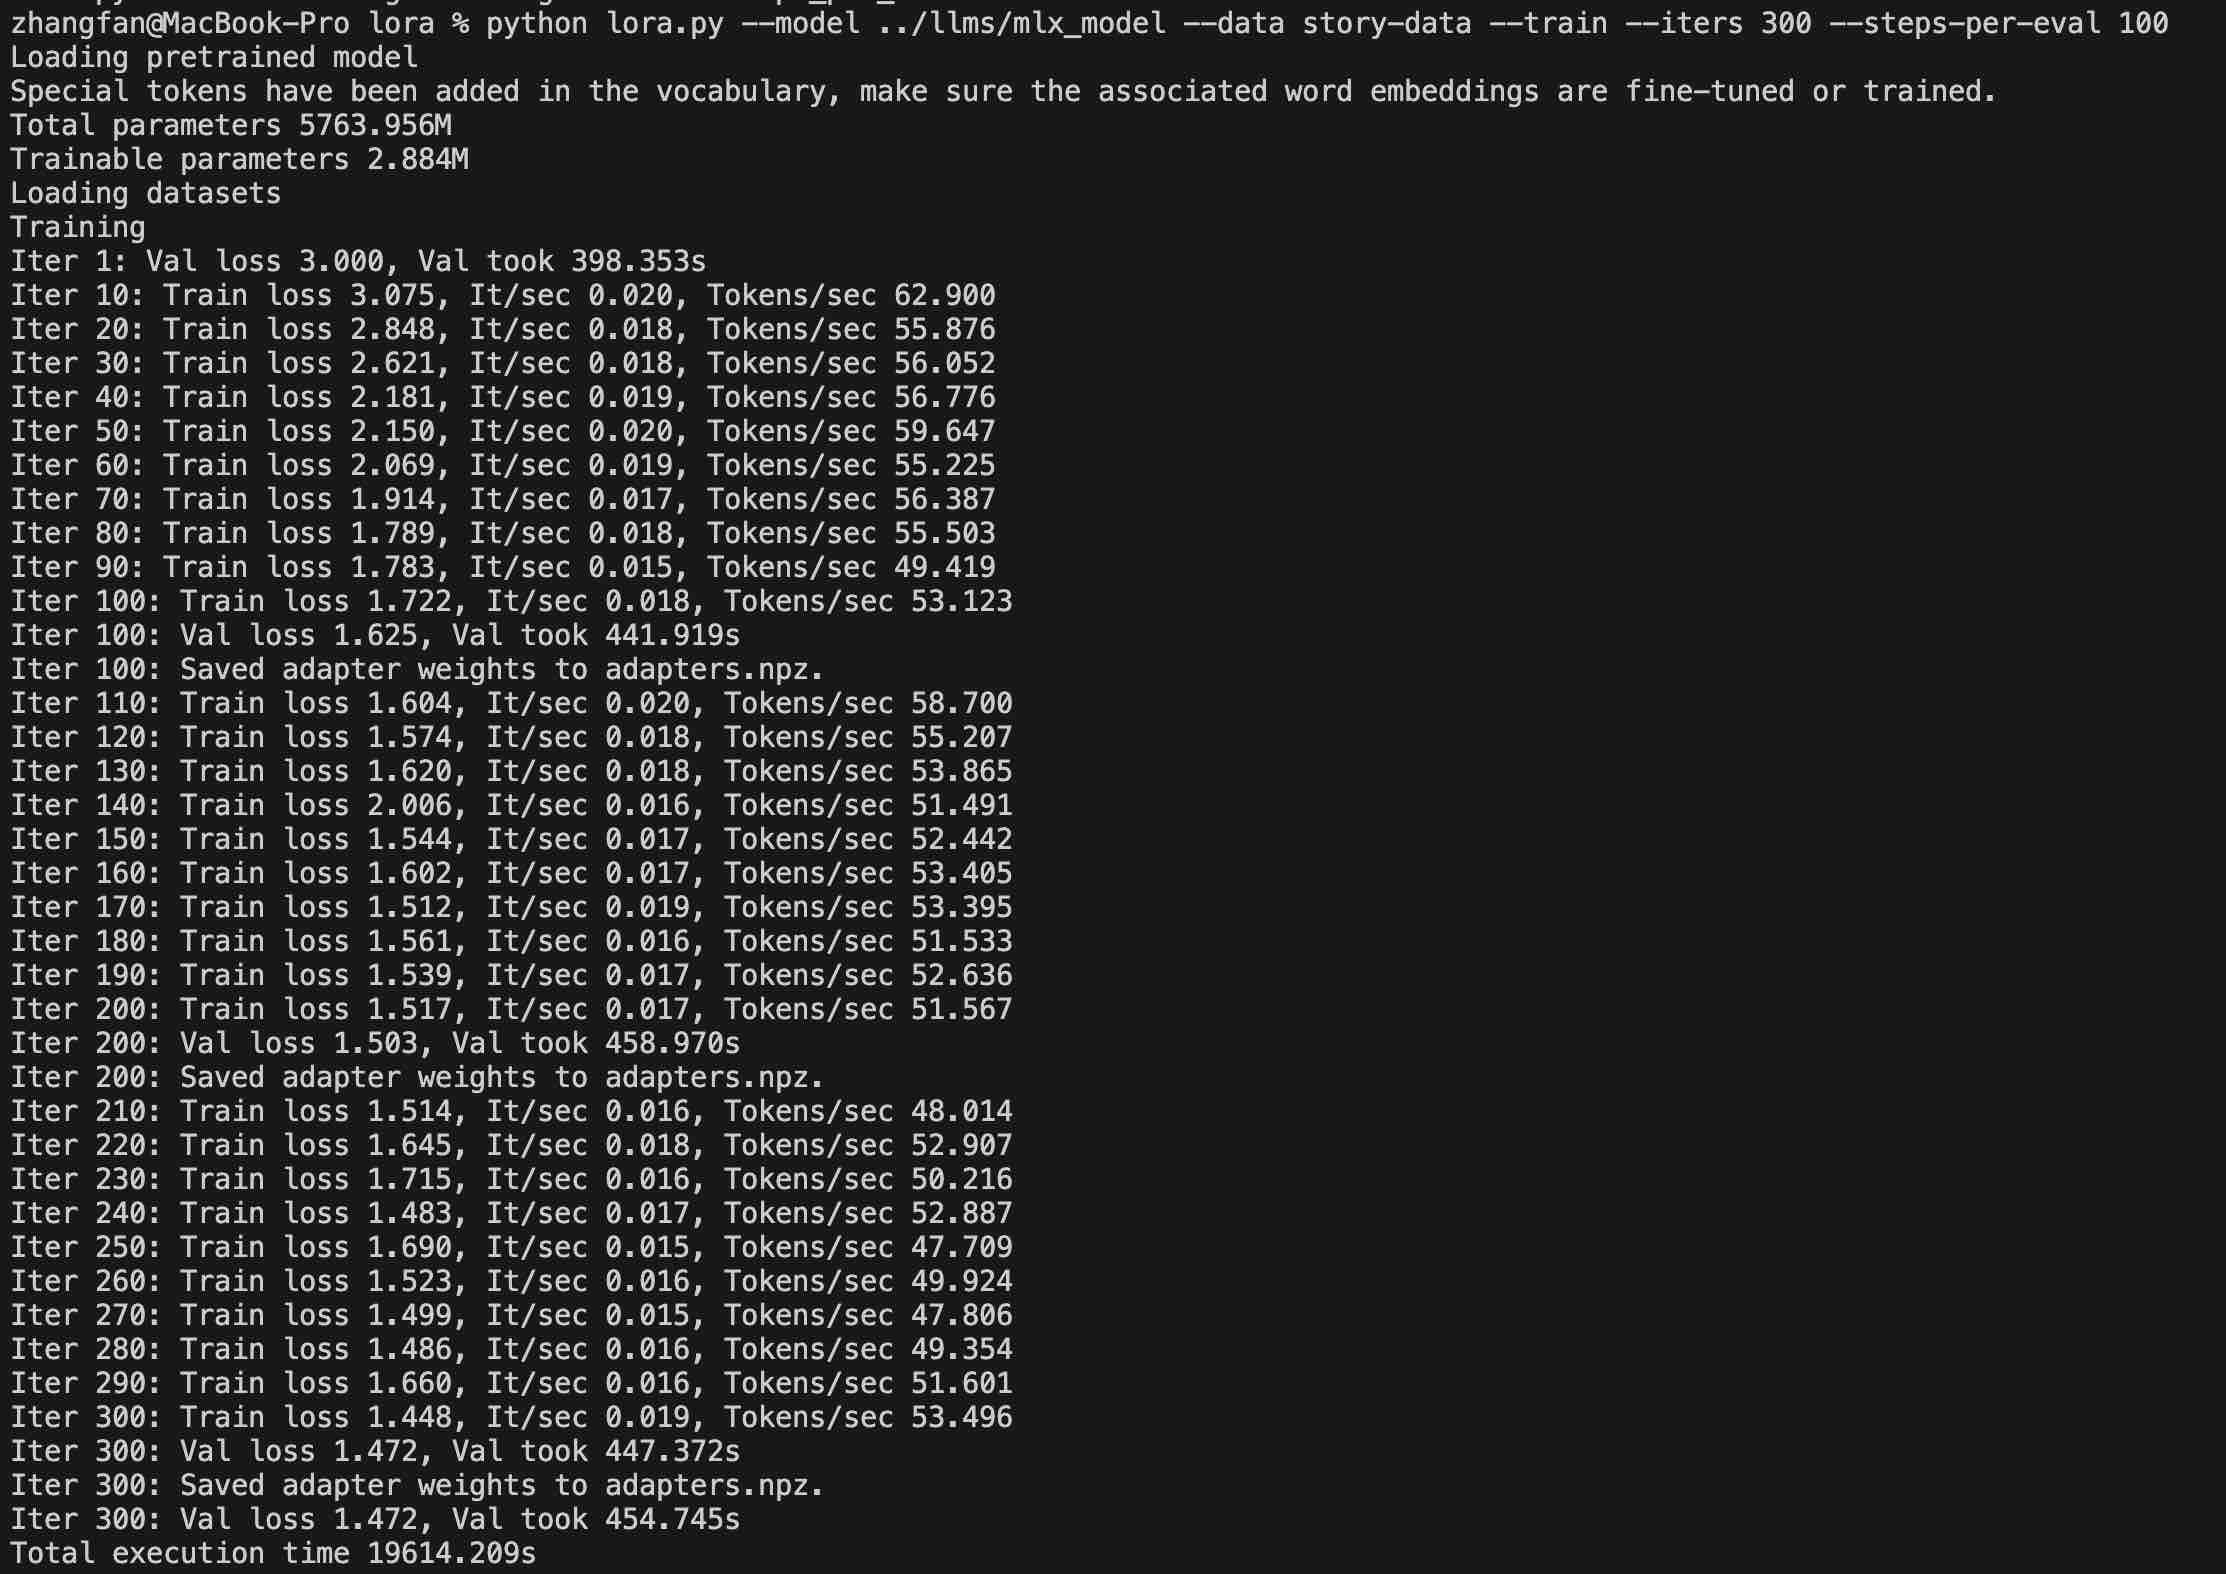 zhangfan@MacBook-Pro lora % python lora.py --model ../llms/mlx_model --data story-data --train --iters 300 --steps-per-eval 100
Loading pretrained model
Special tokens have been added in the vocabulary, make sure the associated word embeddings are fine-tuned or trained.
Total parameters 5763.956M
Trainable parameters 2.884M
Loading datasets
Training
Iter 1: Val loss 3.000, Val took 398.353s
Iter 10: Train loss 3.075, It/sec 0.020, Tokens/sec 62.900
Iter 20: Train loss 2.848, It/sec 0.018, Tokens/sec 55.876
Iter 30: Train loss 2.621, It/sec 0.018, Tokens/sec 56.052
Iter 40: Train loss 2.181, It/sec 0.019, Tokens/sec 56.776
Iter 50: Train loss 2.150, It/sec 0.020, Tokens/sec 59.647
Iter 60: Train loss 2.069, It/sec 0.019, Tokens/sec 55.225
Iter 70: Train loss 1.914, It/sec 0.017, Tokens/sec 56.387
Iter 80: Train loss 1.789, It/sec 0.018, Tokens/sec 55.503
Iter 90: Train loss 1.783, It/sec 0.015, Tokens/sec 49.419
Iter 100: Train loss 1.722, It/sec 0.018, Tokens/sec 53.123
Iter 100: Val loss 1.625, Val took 441.919s
Iter 100: Saved adapter weights to adapters.npz.
Iter 110: Train loss 1.604, It/sec 0.020, Tokens/sec 58.700
Iter 120: Train loss 1.574, It/sec 0.018, Tokens/sec 55.207
Iter 130: Train loss 1.620, It/sec 0.018, Tokens/sec 53.865
Iter 140: Train loss 2.006, It/sec 0.016, Tokens/sec 51.491
Iter 150: Train loss 1.544, It/sec 0.017, Tokens/sec 52.442
Iter 160: Train loss 1.602, It/sec 0.017, Tokens/sec 53.405
Iter 170: Train loss 1.512, It/sec 0.019, Tokens/sec 53.395
Iter 180: Train loss 1.561, It/sec 0.016, Tokens/sec 51.533
Iter 190: Train loss 1.539, It/sec 0.017, Tokens/sec 52.636
Iter 200: Train loss 1.517, It/sec 0.017, Tokens/sec 51.567
Iter 200: Val loss 1.503, Val took 458.970s
Iter 200: Saved adapter weights to adapters.npz.
Iter 210: Train loss 1.514, It/sec 0.016, Tokens/sec 48.014
Iter 220: Train loss 1.645, It/sec 0.018, Tokens/sec 52.907
Iter 230: Train loss 1.715, It/sec 0.016, Tokens/sec 50.216
Iter 240: Train loss 1.483, It/sec 0.017, Tokens/sec 52.887
Iter 250: Train loss 1.690, It/sec 0.015, Tokens/sec 47.709
Iter 260: Train loss 1.523, It/sec 0.016, Tokens/sec 49.924
Iter 270: Train loss 1.499, It/sec 0.015, Tokens/sec 47.806
Iter 280: Train loss 1.486, It/sec 0.016, Tokens/sec 49.354
Iter 290: Train loss 1.660, It/sec 0.016, Tokens/sec 51.601
Iter 300: Train loss 1.448, It/sec 0.019, Tokens/sec 53.496
Iter 300: Val loss 1.472, Val took 447.372s
Iter 300: Saved adapter weights to adapters.npz.
Iter 300: Val loss 1.472, Val took 454.745s
Total execution time 19614.209s